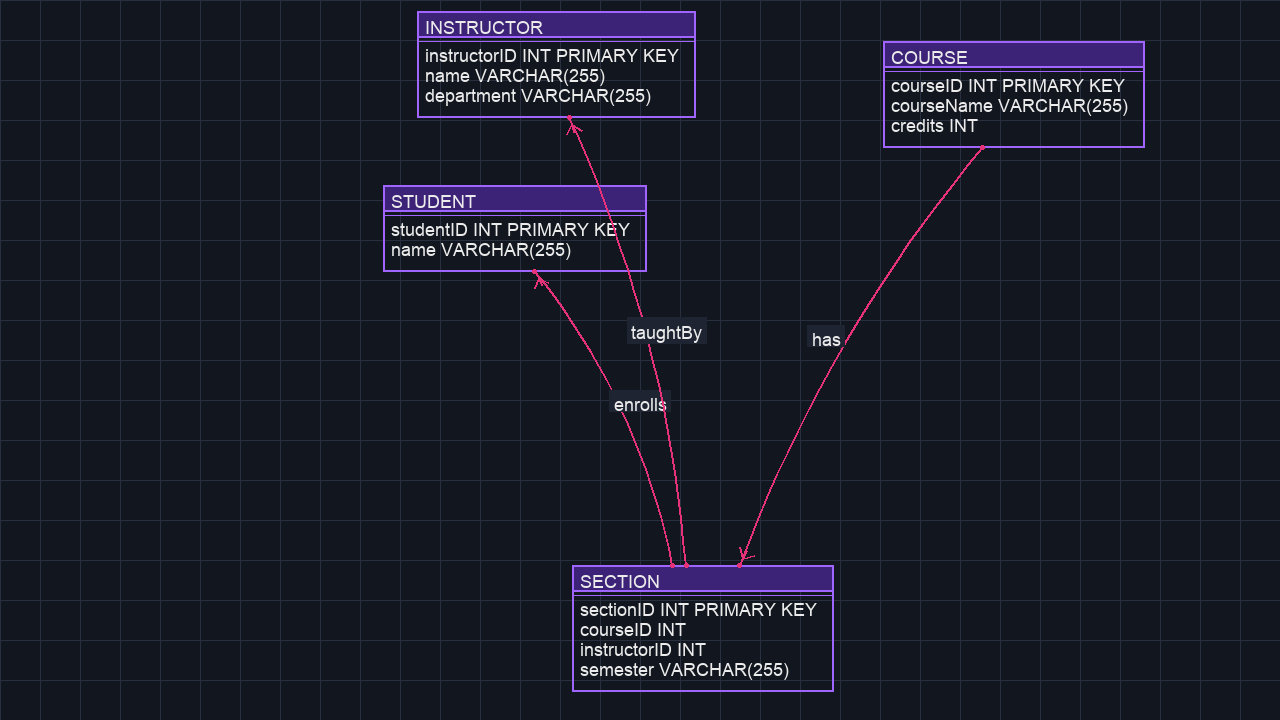 INSTRUCTOR
instructorID INT PRIMARY KEY
name VARCHAR(255)
department VARCHAR(255)
COURSE
courseID INT PRIMARY KEY
courseName VARCHAR(255)
credits INT
STUDENT
studentID INT PRIMARY KEY
name VARCHAR(255)
taughtBy
has
enrolls
SECTION
sectionID INT PRIMARY KEY
courseID INT
instructorID INT
semester VARCHAR(255)